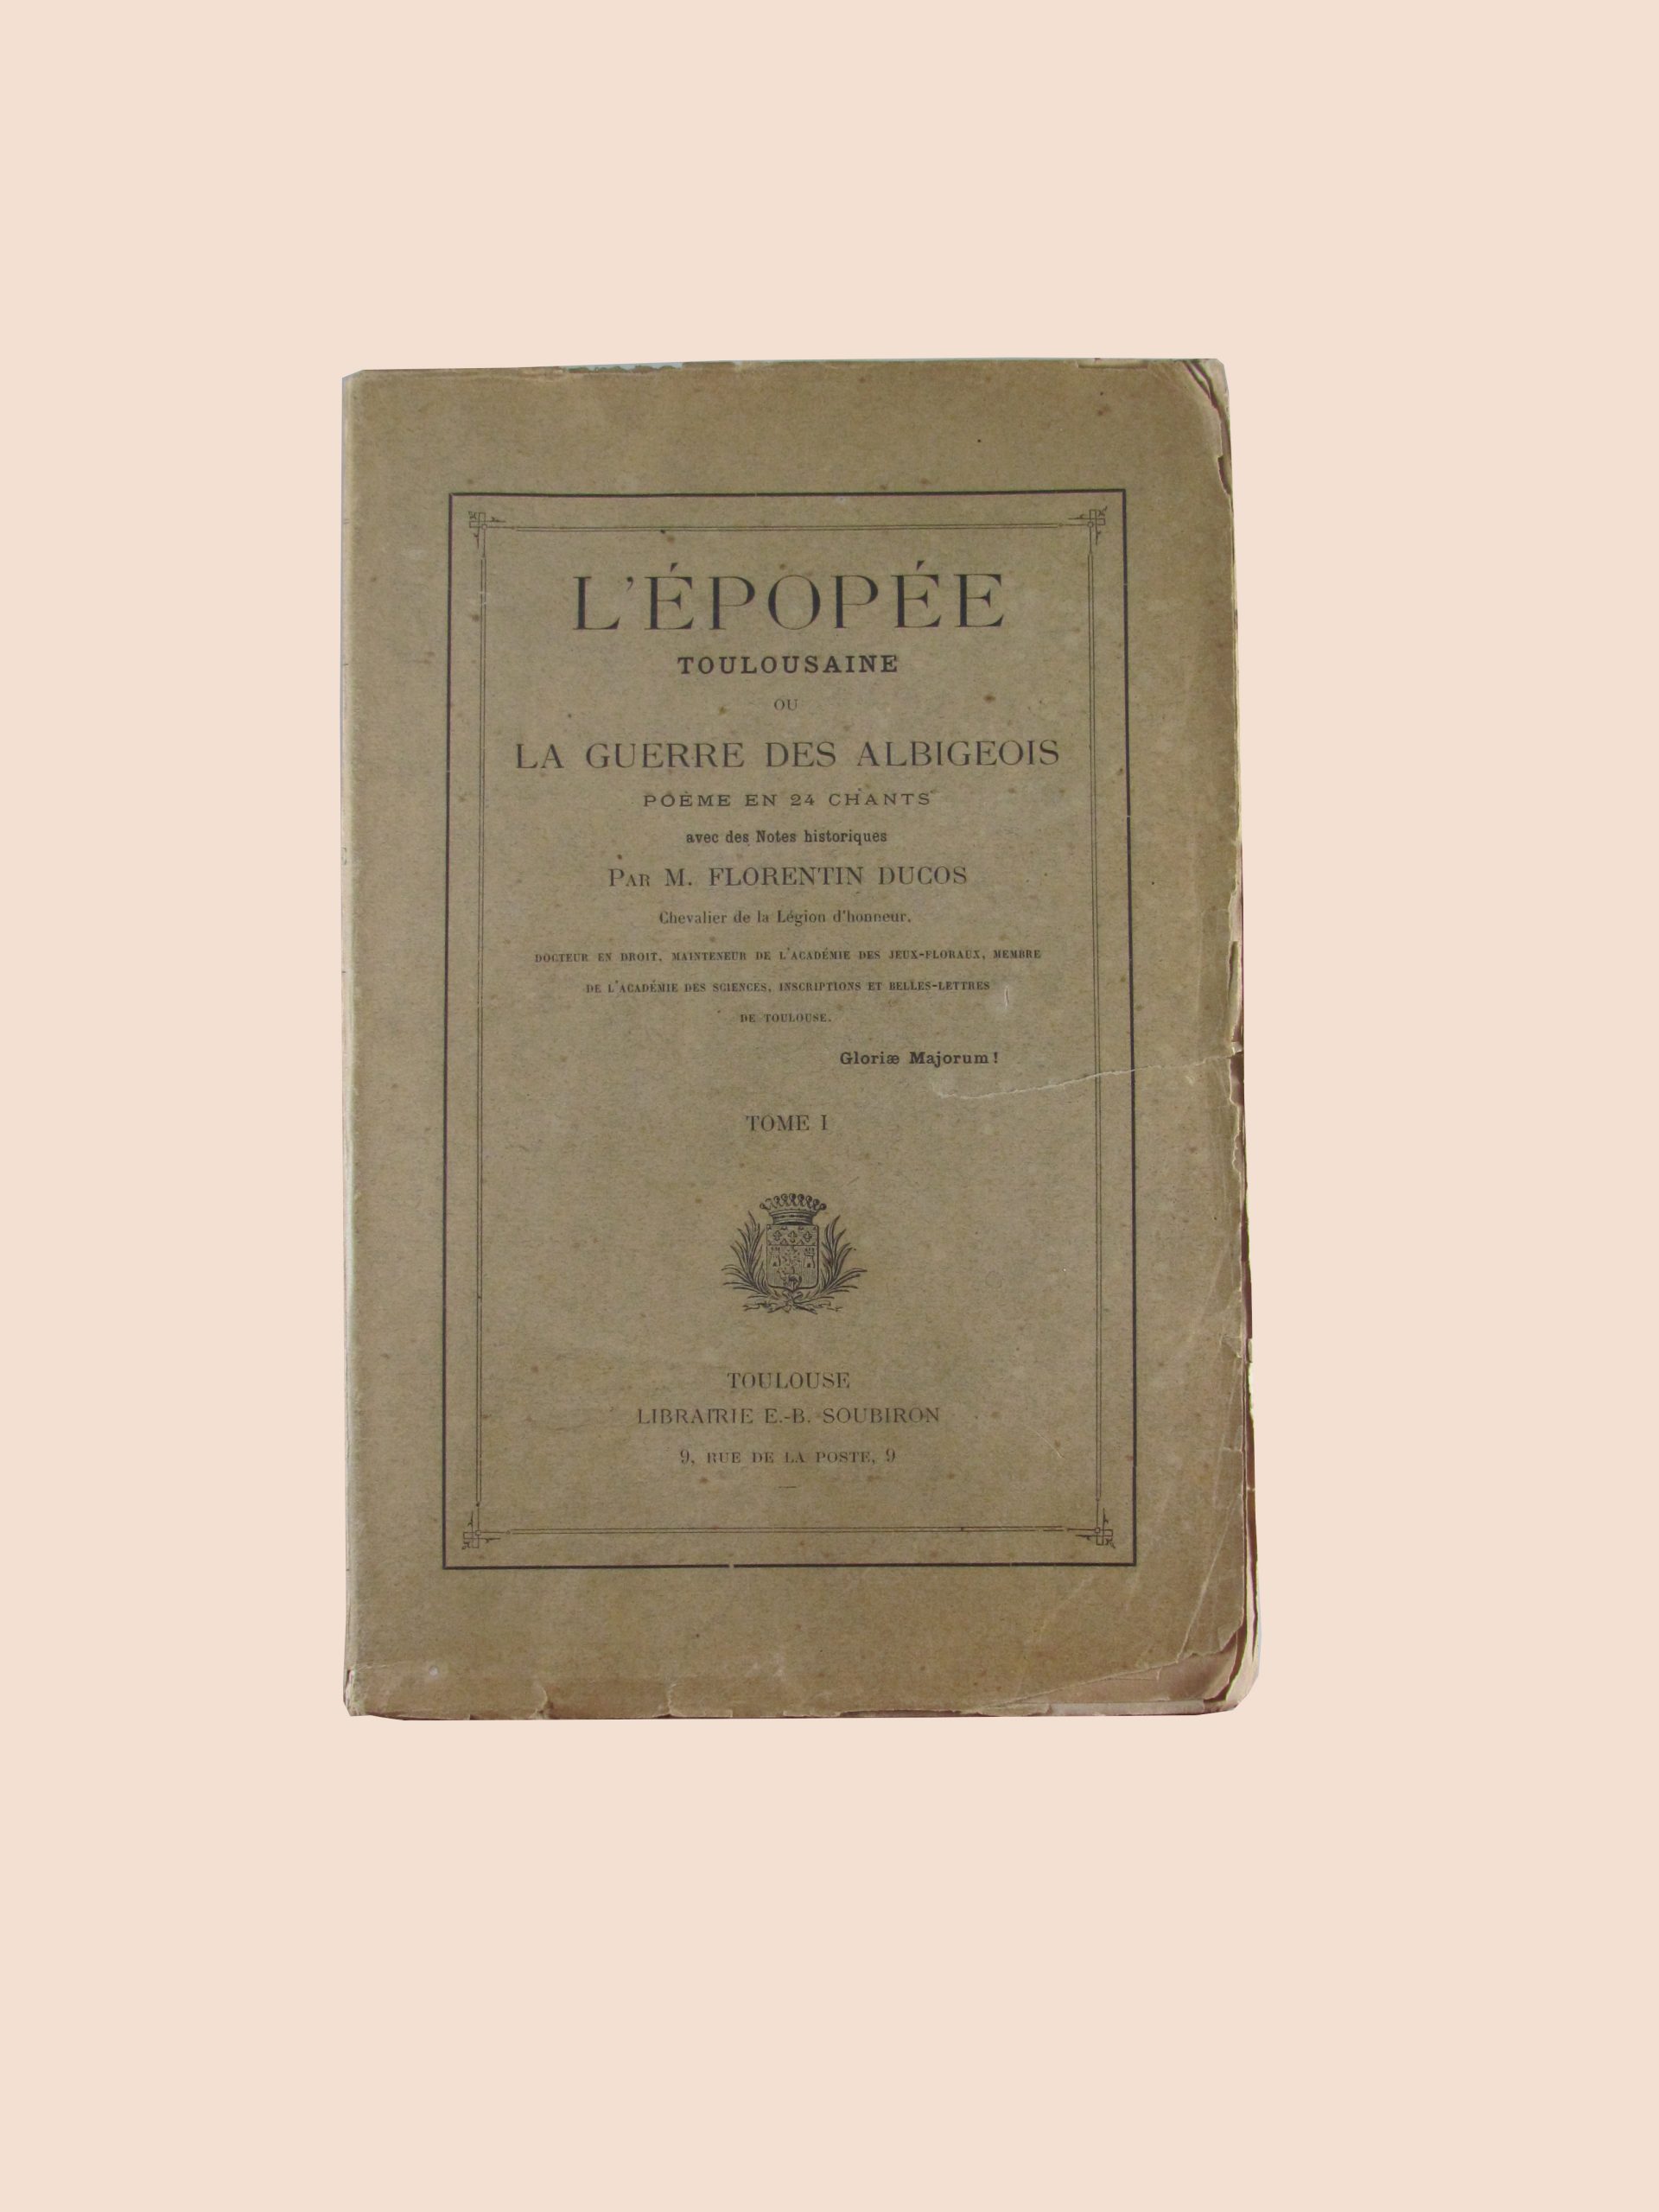 L'ÉPOPÉE
TOULOUSAINE
OU
LA GUERRE DES ALBIGEOIS
POÈME EN 24 CHANTS
avec des Notes historiques
PAR M. FLORENTIN DUCOS
Chevalier de la Légion d'honneur,
DOCTEUR EN DROIT, MAINTENEUR DE L'ACADÉMIE DES JEUX-FLORAUX, MEMBRE
DE L'ACADÉMIE DES SCIENCES, INSCRIPTIONS ET BELLES-LETTRES
DE TOULOUSE.
Gloriæ Majorum!
TOME I
TOULOUSE
LIBRAIRIE E.-B. SOUBIRON
9, RUE DE LA POSTE, 9